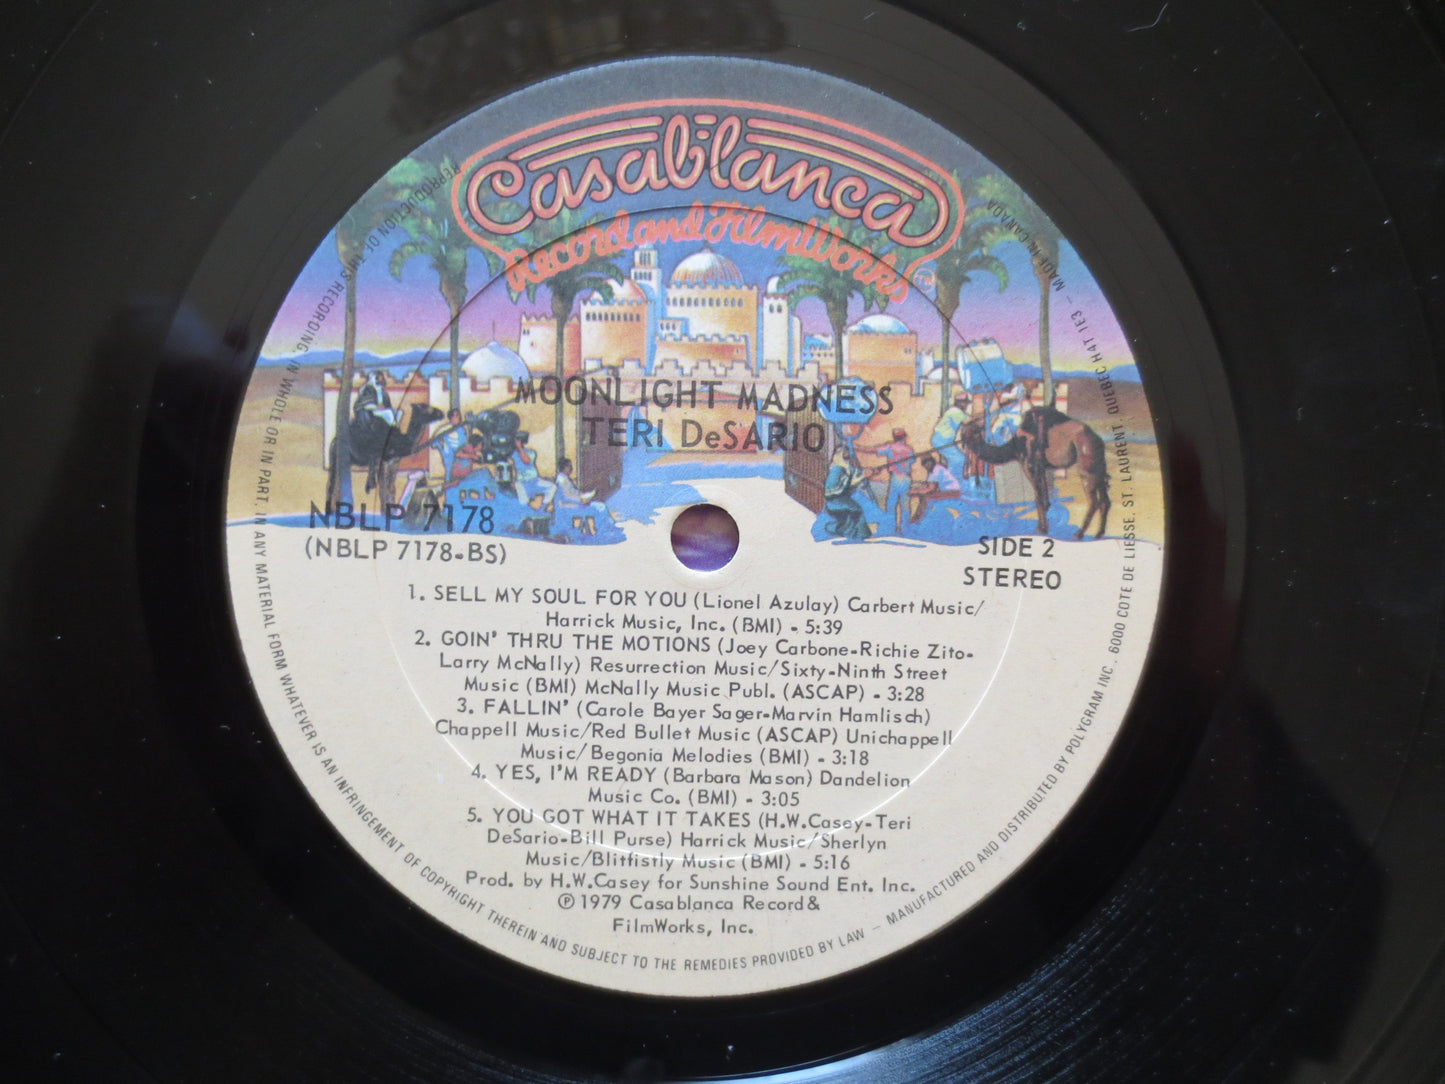 Casablanca
Record and FilmWorks
TM
MOONLIGHT MADNESS
TERI DeSARIO
NBLP 7178
(NBLP 7178-BS)
SIDE 2
STEREO
1. SELL MY SOUL FOR YOU (Lionel Azulay) Carbert Music/
Harrick Music, Inc. (BMI) - 5:39
2. GOIN' THRU THE MOTIONS (Joey Carbone-Richie Zito-
Larry McNally) Resurrection Music/Sixty-Ninth Street
Music (BMI) McNally Music Publ. (ASCAP) - 3:28
3. FALLIN' (Carole Bayer Sager-Marvin Hamlisch)
Chappell Music/Red Bullet Music (ASCAP) Unichappell
Music/Begonia Melodies (BMI) - 3:18
4. YES, I'M READY (Barbara Mason) Dandelion
Music Co. (BMI) - 3:05
5. YOU GOT WHAT IT TAKES (H.W.Casey-Teri
DeSario-Bill Purse) Harrick Music/Sherlyn
Music/Blitfistly Music (BMI) - 5:16
Prod. by H.W.Casey for Sunshine Sound Ent. Inc.
℗ 1979 Casablanca Record &
FilmWorks, Inc.
REPRODUCTION OF THIS RECORDING, IN WHOLE OR IN PART, IN ANY MATERIAL FORM WHATEVER IS AN INFRINGEMENT OF COPYRIGHT THEREIN AND SUBJECT TO THE REMEDIES PROVIDED BY LAW – MANUFACTURED AND DISTRIBUTED BY POLYGRAM INC., 6000 COTE DE LIESSE, ST. LAURENT, QUEBEC H4T 1E3 – MADE IN CANADA